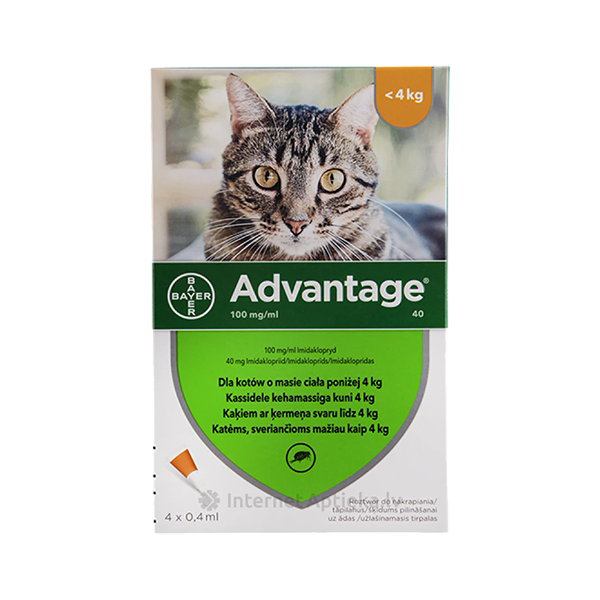 < 4 kg
BAYER
BAYER
Advantage®
100 mg/ml
40
100 mg/ml Imidaklopryd
40 mg Imidaklopriid/Imidakloprīds/Imidaklopridas
Dla kotów o masie ciała poniżej 4 kg
Kassidele kehamassiga kuni 4 kg
Kaķiem ar ķermeņa svaru līdz 4 kg
Katėms, sveriančioms mažiau kaip 4 kg
Internet Aptieka.lv
Roztwór do nakrapiania/
täpilahus/šķīdums pilināšanai
uz ādas /užlašinamasis tirpalas
4 x 0,4 ml